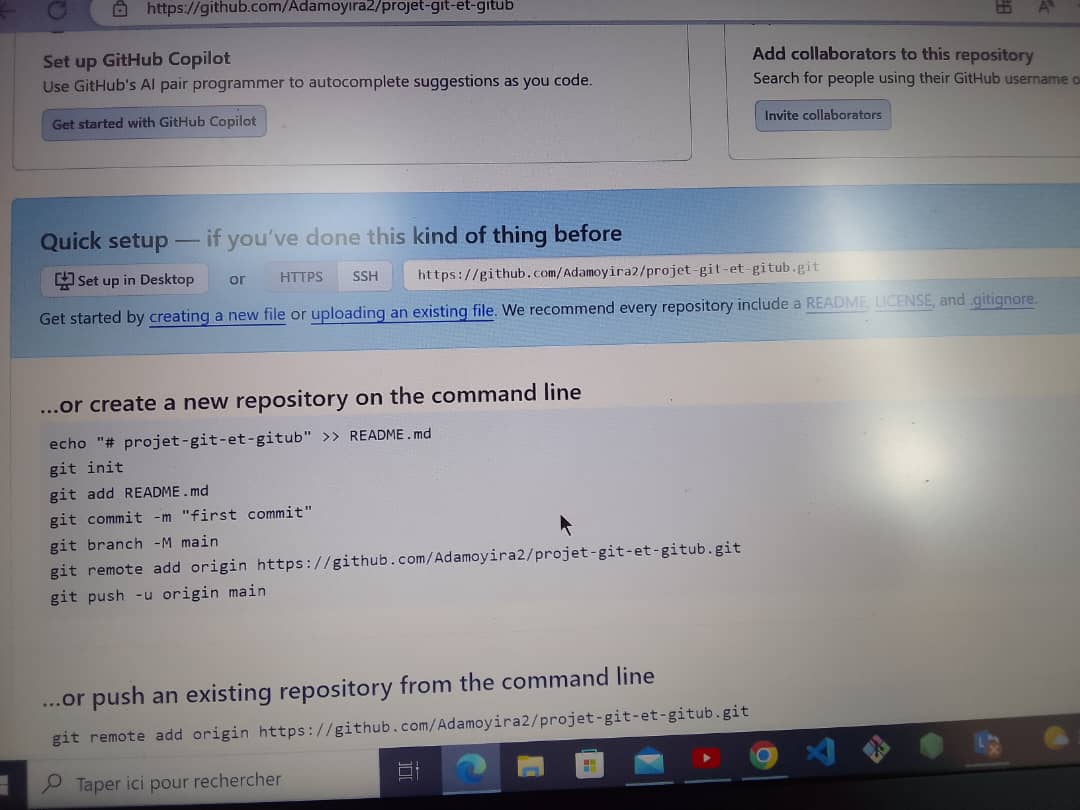 https://github.com/Adamoyira2/projet-git-et-gitub
Set up GitHub Copilot
Use GitHub's AI pair programmer to autocomplete suggestions as you code.
Get started with GitHub Copilot
Add collaborators to this repository
Search for people using their GitHub username
Invite collaborators
Quick setup — if you've done this kind of thing before
Set up in Desktop or HTTPS SSH https://github.com/Adamoyira2/projet-git-et-gitub.git
Get started by creating a new file or uploading an existing file. We recommend every repository include a README, LICENSE, and .gitignore.
...or create a new repository on the command line
echo "# projet-git-et-gitub" >> README.md
git init
git add README.md
git commit -m "first commit"
git branch -M main
git remote add origin https://github.com/Adamoyira2/projet-git-et-gitub.git
git push -u origin main
...or push an existing repository from the command line
git remote add origin https://github.com/Adamoyira2/projet-git-et-gitub.git
Taper ici pour rechercher